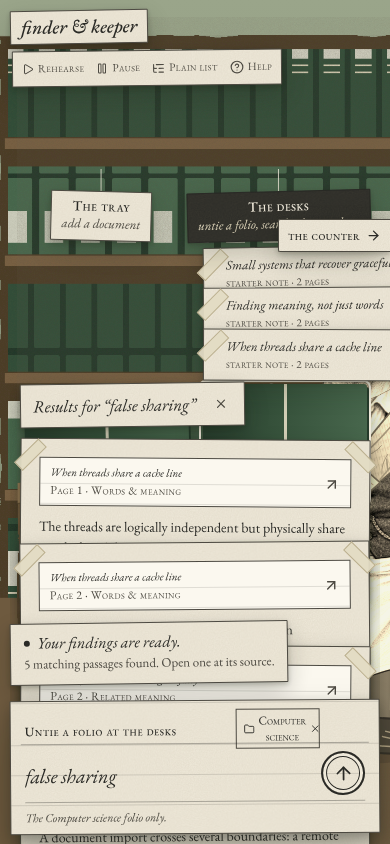 finder & keeper
Rehearse
Pause
Plain list
Help
The tray
add a document
The desks
untie a folio,
the counter
Small systems that recover
starter note · 2 pages
Finding meaning, not just words
starter note · 2 pages
When threads share a cache line
starter note · 2 pages
Results for “false sharing”
When threads share a cache line
Page 1 · Words & meaning
The threads are logically independent but physically share
When threads share a cache line
Page 2 · Words & meaning
Your findings are ready.
5 matching passages found. Open one at its source.
Page 2 · Related meaning
Untie a folio at the desks
Computer
science
false sharing
The Computer science folio only.
A document import crosses several boundaries: a remote